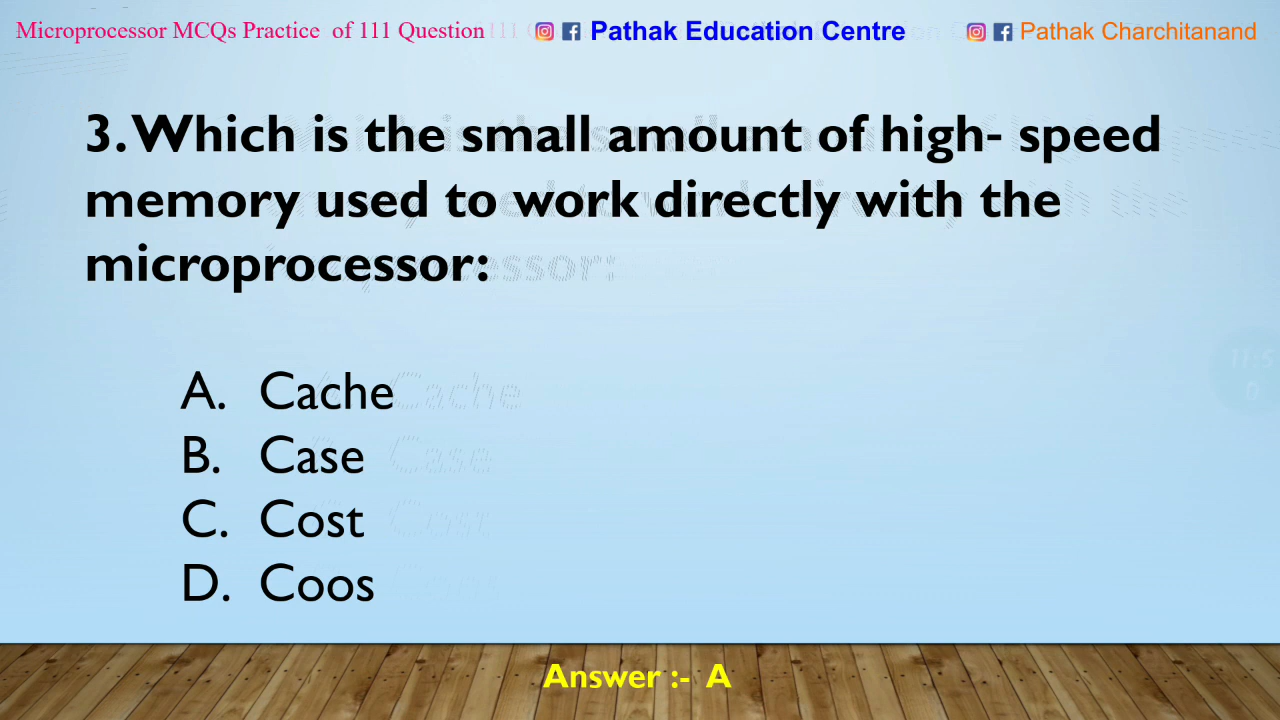 Microprocessor MCQs Practice of 111 Question Pathak Education Centre Pathak Charchitanand
3. Which is the small amount of high- speed
memory used to work directly with the
microprocessor:
A. Cache
B. Case
C. Cost
D. Coos
Answer :- A